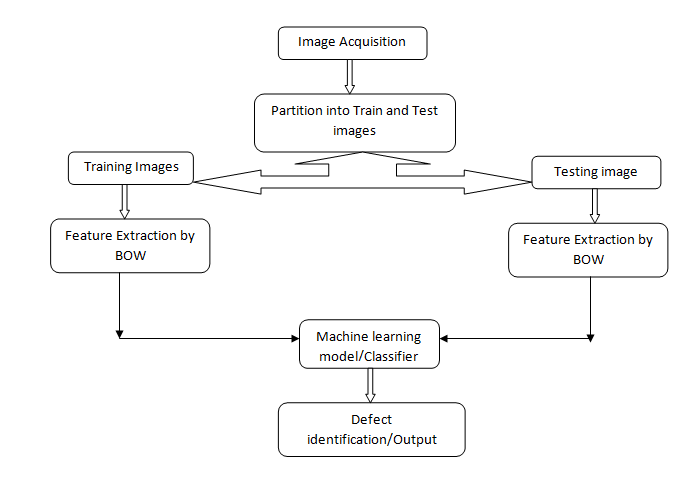 Image Acquisition
Partition into Train and Test
images
Training Images
Testing image
Feature Extraction by
BOW
Feature Extraction by
BOW
Machine learning
model/Classifier
Defect
identification/Output